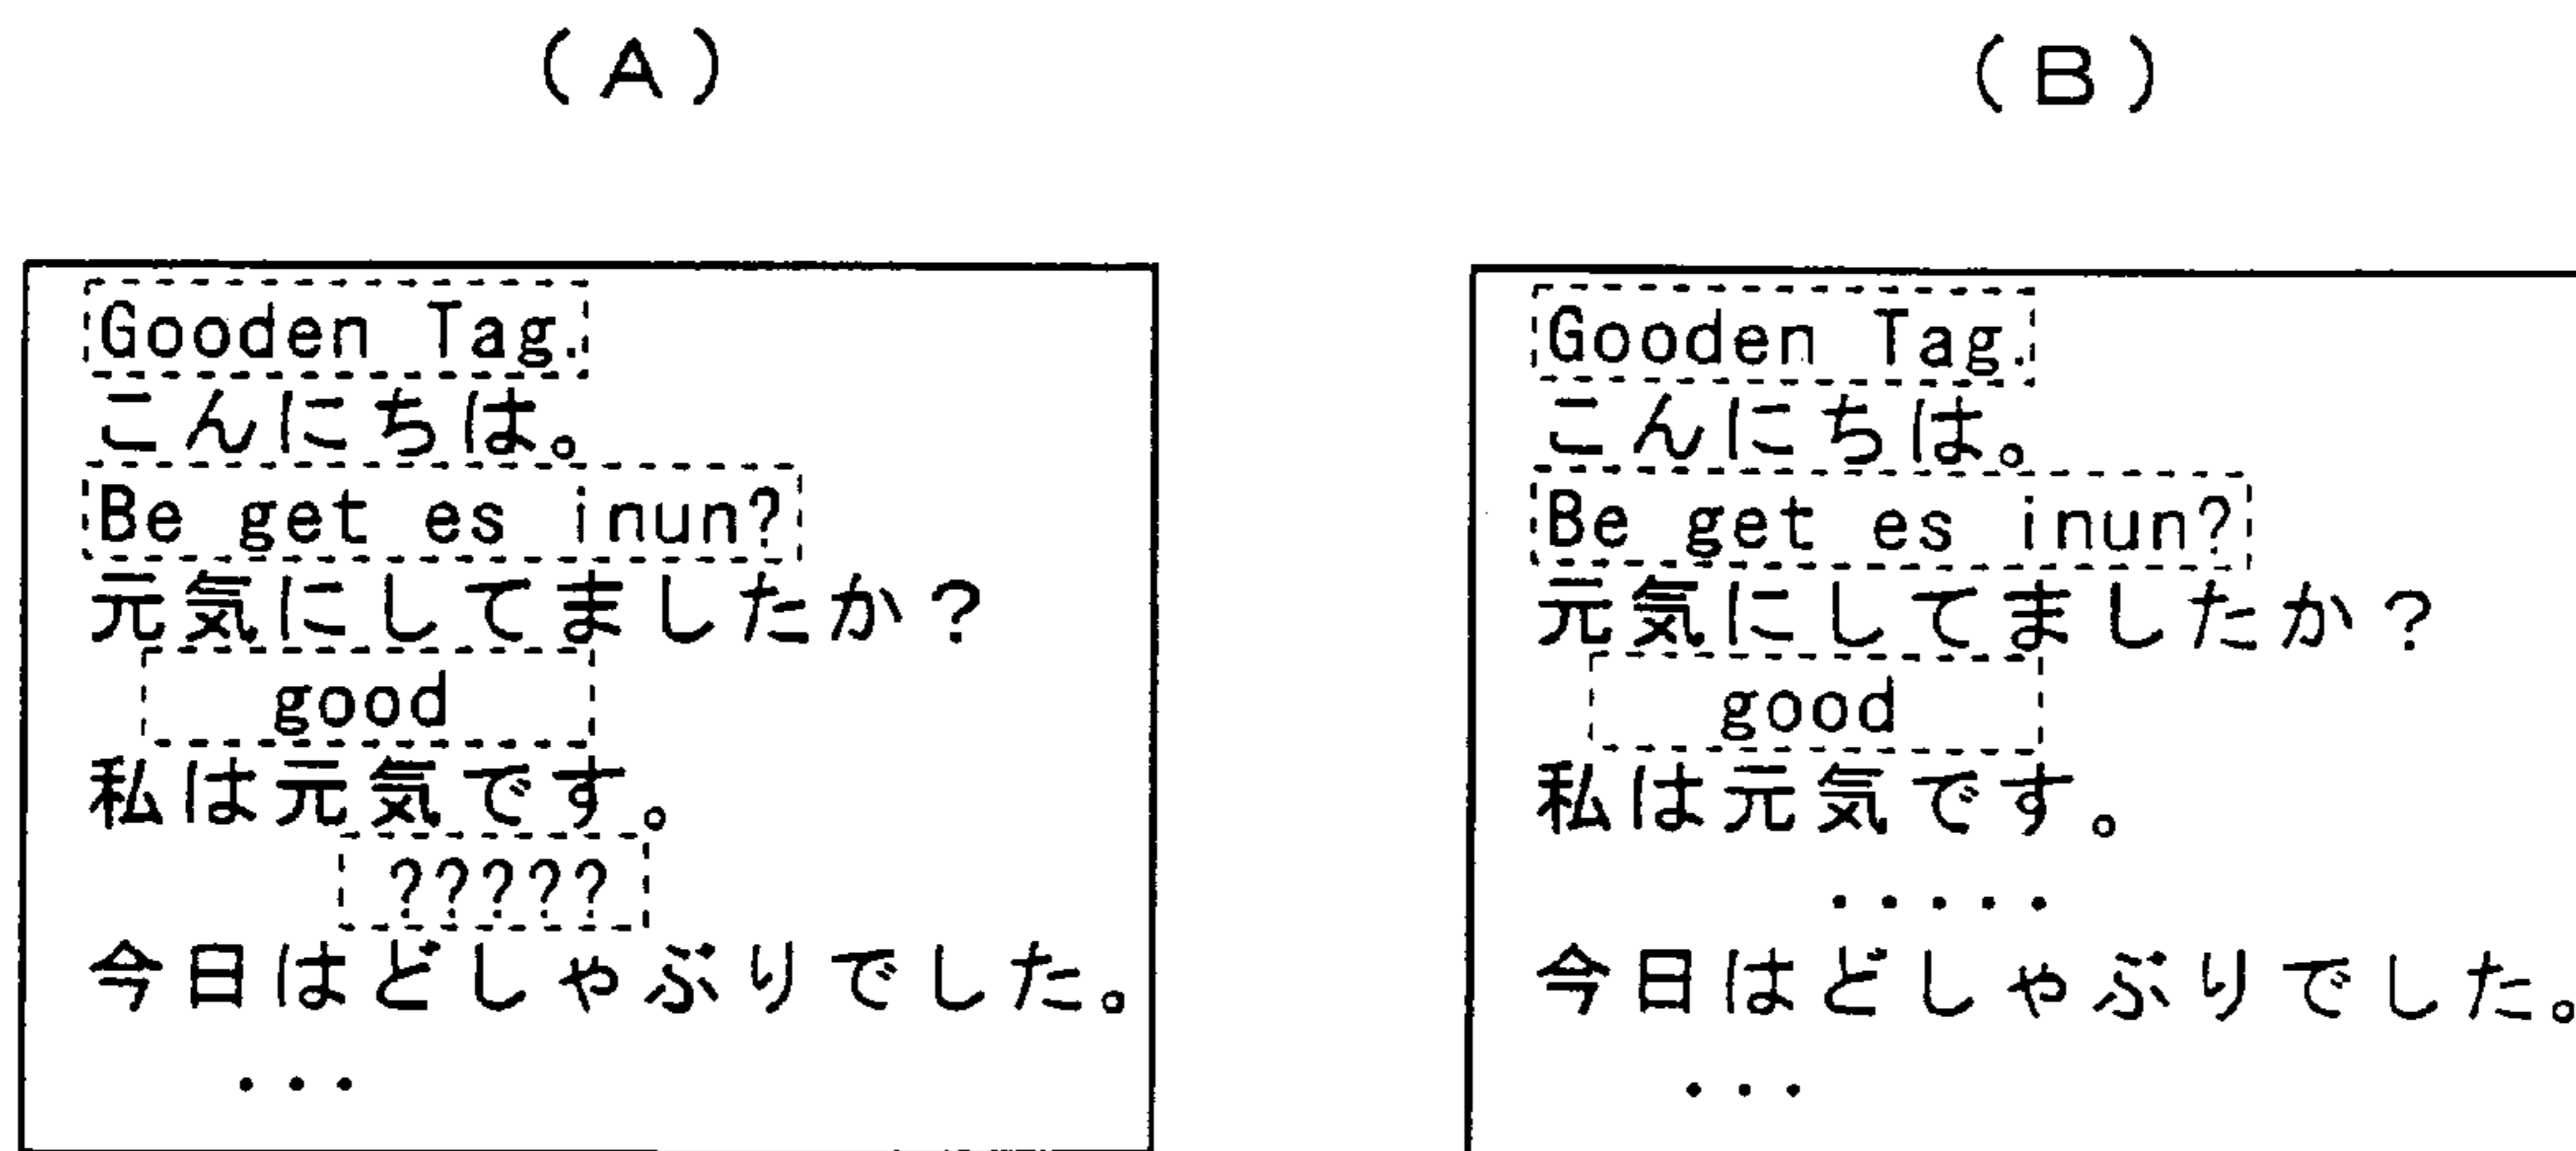 (A)
Gooden Tag.
こんにちは。
Be get es inun?
元気にしてましたか?
good
私は元気です。
?????
今日はどしゃぶりでした。
・・・
(B)
Gooden Tag.
こんにちは。
Be get es inun?
元気にしてましたか?
good
私は元気です。
・・・・・
今日はどしゃぶりでした。
・・・